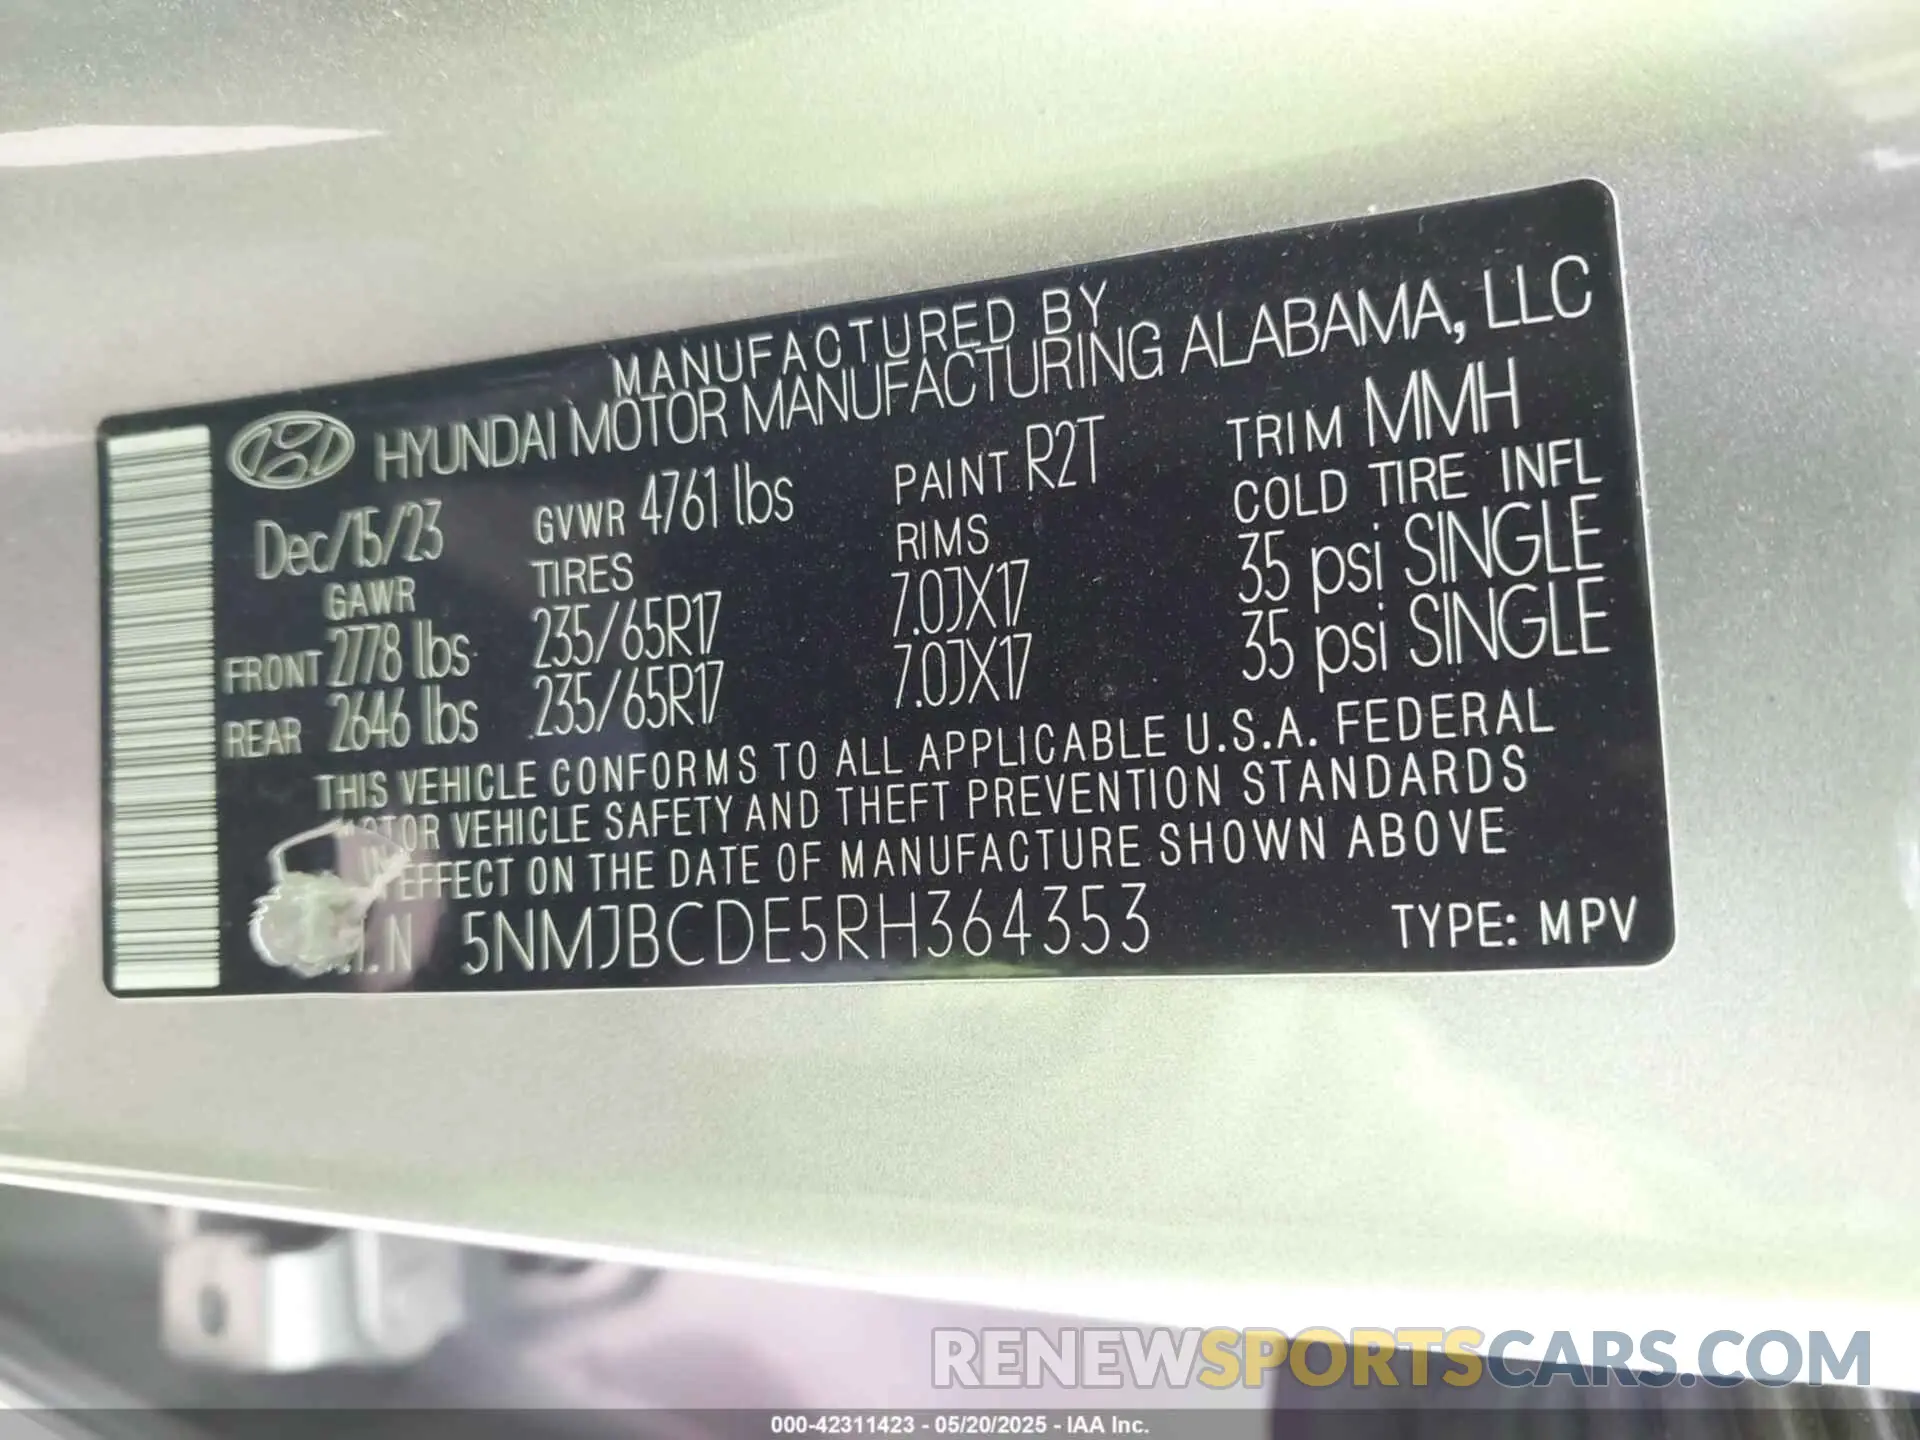 MANUFACTURED BY
HYUNDAI MOTOR MANUFACTURING ALABAMA, LLC
Dec/15/23 GVWR 4761 lbs PAINT R2T TRIM MMH
GAWR TIRES RIMS COLD TIRE INFL
FRONT 2778 lbs 235/65R17 7.0JX17 35 psi SINGLE
REAR 2646 lbs 235/65R17 7.0JX17 35 psi SINGLE
THIS VEHICLE CONFORMS TO ALL APPLICABLE U.S.A. FEDERAL
MOTOR VEHICLE SAFETY AND THEFT PREVENTION STANDARDS
IN EFFECT ON THE DATE OF MANUFACTURE SHOWN ABOVE
5NMJBCDE5RH364353 TYPE: MPV
RENEWSPORTSCARS.COM
000-42311423 - 05/20/2025 - IAA Inc.